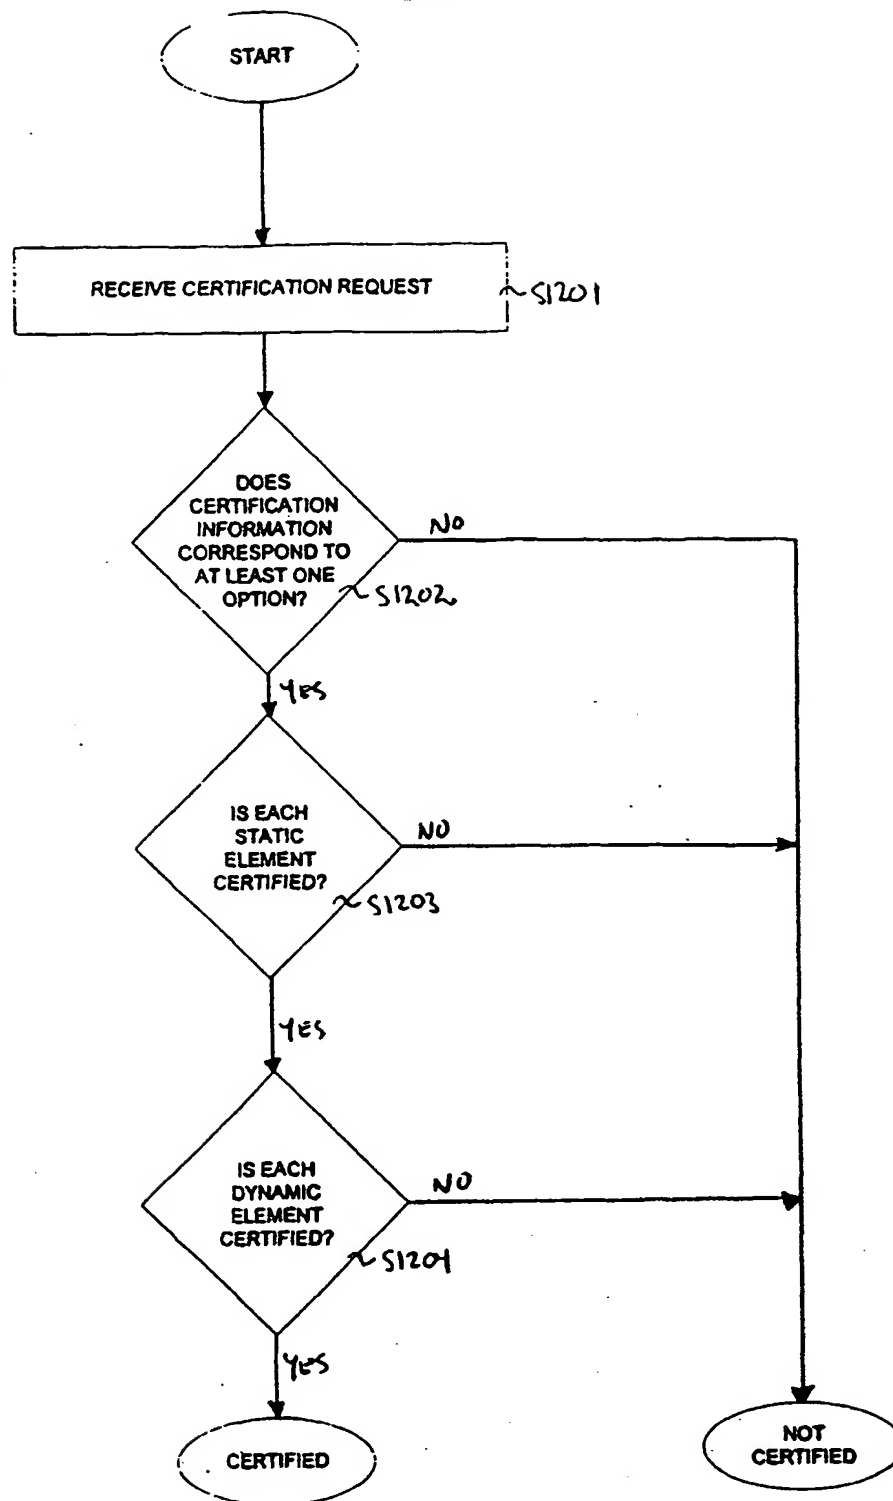 START
RECEIVE CERTIFICATION REQUEST
~S1201
DOES
CERTIFICATION
INFORMATION
CORRESPOND TO
AT LEAST ONE
OPTION?
NO
~S1202
YES
IS EACH
STATIC
ELEMENT
CERTIFIED?
NO
~S1203
YES
IS EACH
DYNAMIC
ELEMENT
CERTIFIED?
NO
~S1204
YES
CERTIFIED
NOT
CERTIFIED